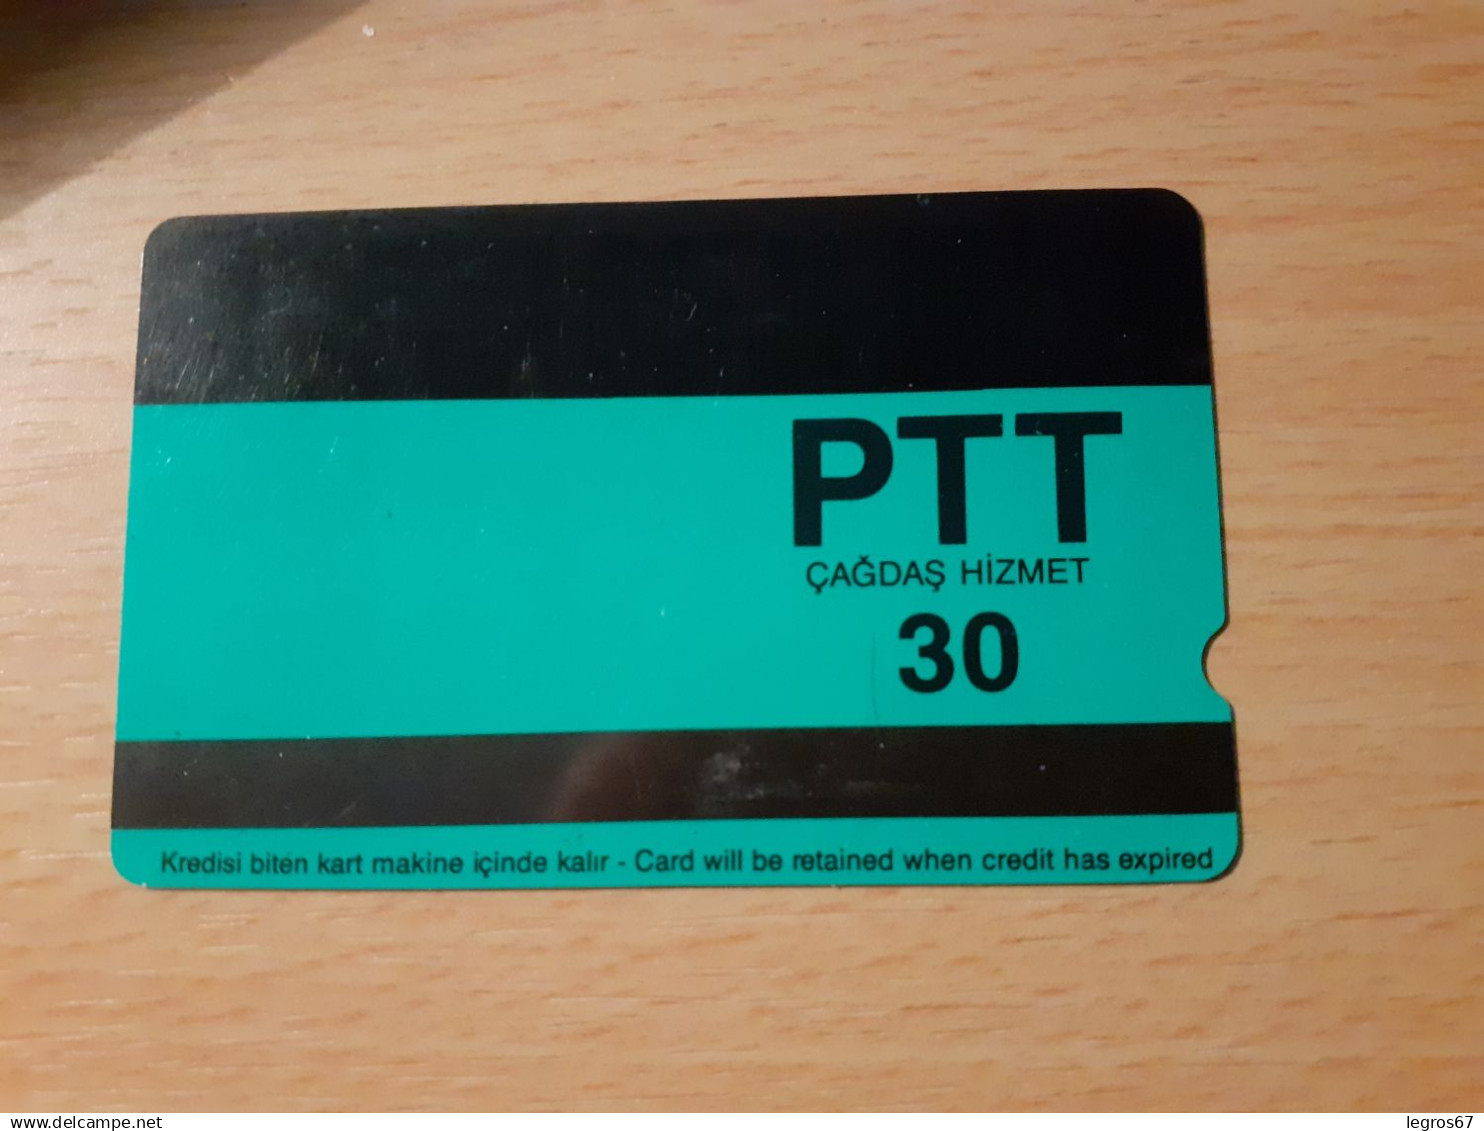 PTT
ÇAĞDAŞ HİZMET
30
Kredisi biten kart makine içinde kalır - Card will be retained when credit has expired
delcampe.net
legros67